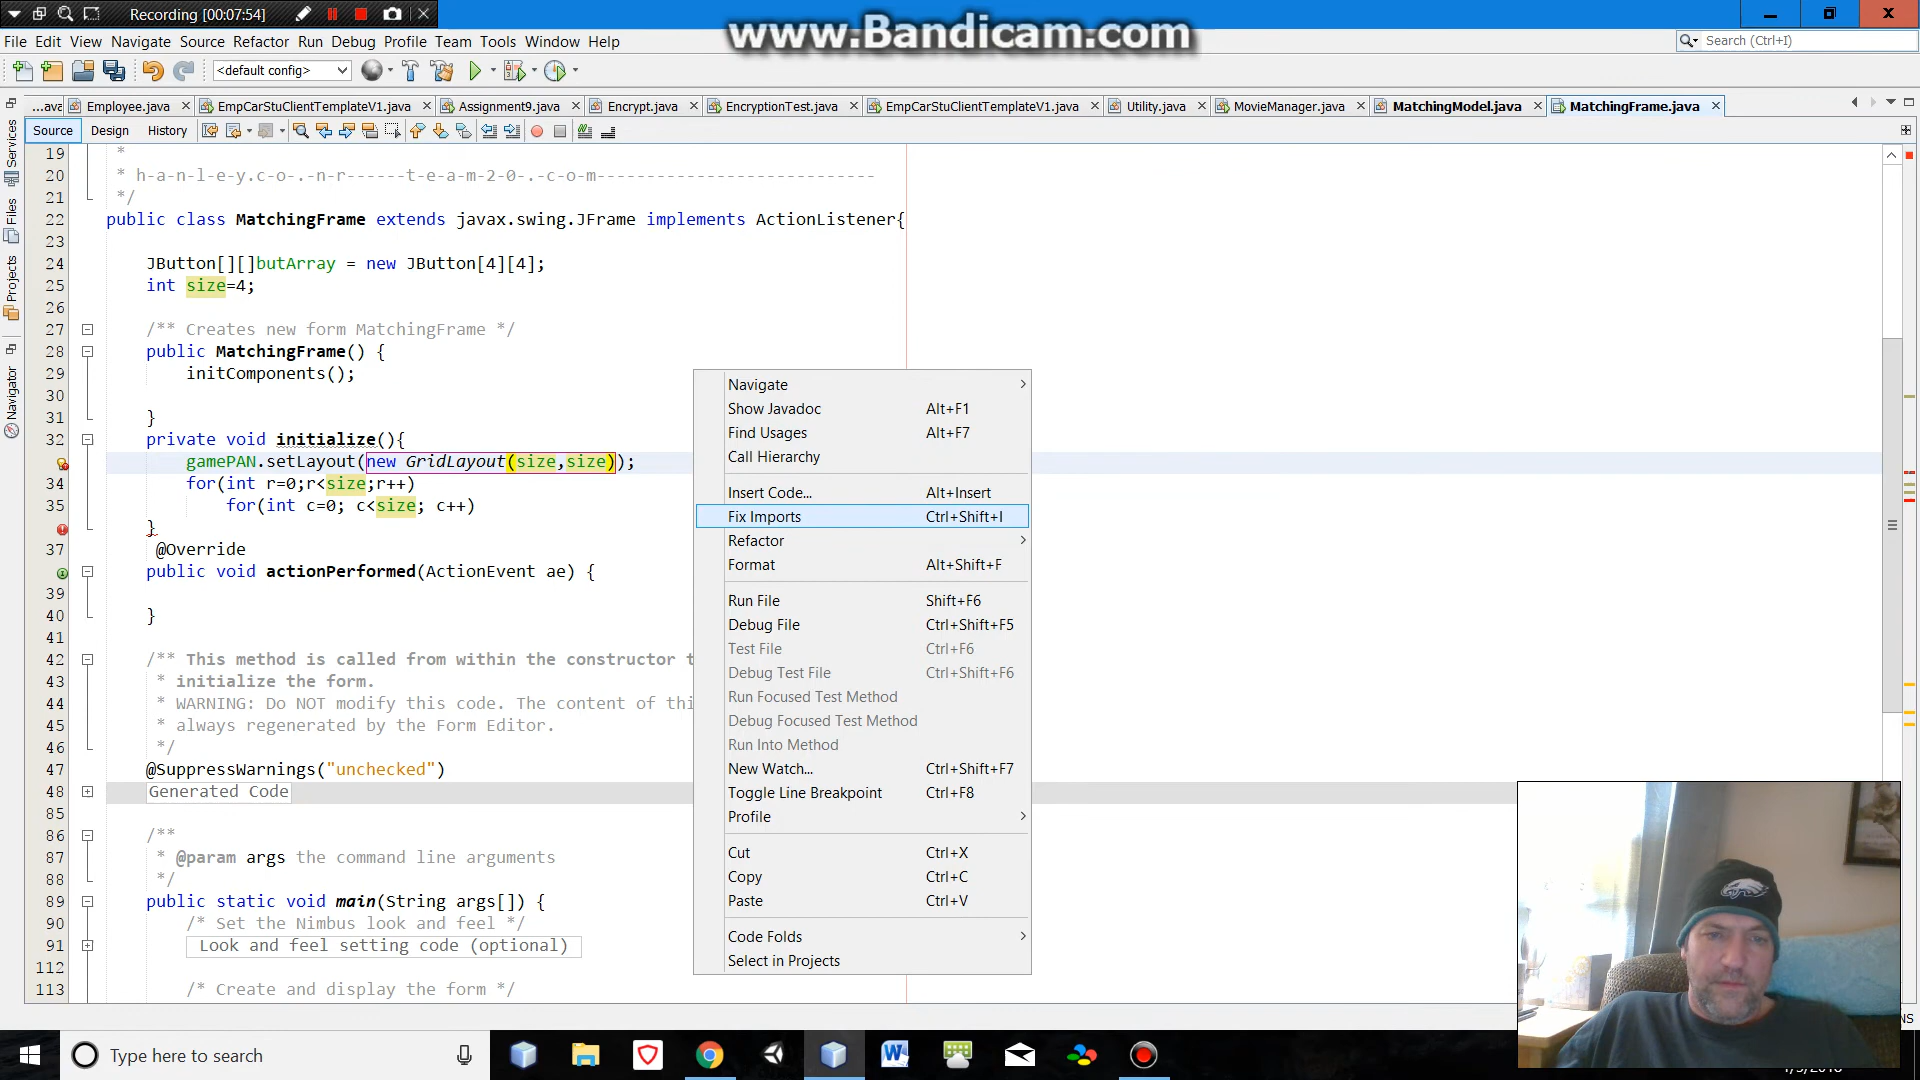 Recording [00:07:54]
www.Bandicam.com
File Edit View Navigate Source Refactor Run Debug Profile Team Tools Window Help
Search (Ctrl+I)
<default config>
...ava Employee.java EmpCarStuClientTemplateV1.java Assignment9.java Encrypt.java EncryptionTest.java EmpCarStuClientTemplateV1.java Utility.java MovieManager.java MatchingModel.java MatchingFrame.java
Source Design History
Services
Files
Projects
Navigator
19 *
20 * h-a-n-l-e-y.c-o-.-n-r------t-e-a-m-2-0-.-c-o-m----------------------------
21 */
22 public class MatchingFrame extends javax.swing.JFrame implements ActionListener{
23
24 JButton[][]butArray = new JButton[4][4];
25 int size=4;
26
27 /** Creates new form MatchingFrame */
28 public MatchingFrame() {
29 initComponents();
30
31 }
32 private void initialize(){
gamePAN.setLayout(new GridLayout(size,size));
34 for(int r=0;r<size;r++)
35 for(int c=0; c<size; c++)
}
37 @Override
public void actionPerformed(ActionEvent ae) {
39
40 }
41
42 /** This method is called from within the constructor t
43 * initialize the form.
44 * WARNING: Do NOT modify this code. The content of thi
45 * always regenerated by the Form Editor.
46 */
47 @SuppressWarnings("unchecked")
48 Generated Code
85
86 /**
87 * @param args the command line arguments
88 */
89 public static void main(String args[]) {
90 /* Set the Nimbus look and feel */
91 Look and feel setting code (optional)
112
113 /* Create and display the form */
Navigate
Show Javadoc Alt+F1
Find Usages Alt+F7
Call Hierarchy
Insert Code... Alt+Insert
Fix Imports Ctrl+Shift+I
Refactor
Format Alt+Shift+F
Run File Shift+F6
Debug File Ctrl+Shift+F5
Test File Ctrl+F6
Debug Test File Ctrl+Shift+F6
Run Focused Test Method
Debug Focused Test Method
Run Into Method
New Watch... Ctrl+Shift+F7
Toggle Line Breakpoint Ctrl+F8
Profile
Cut Ctrl+X
Copy Ctrl+C
Paste Ctrl+V
Code Folds
Select in Projects
Type here to search